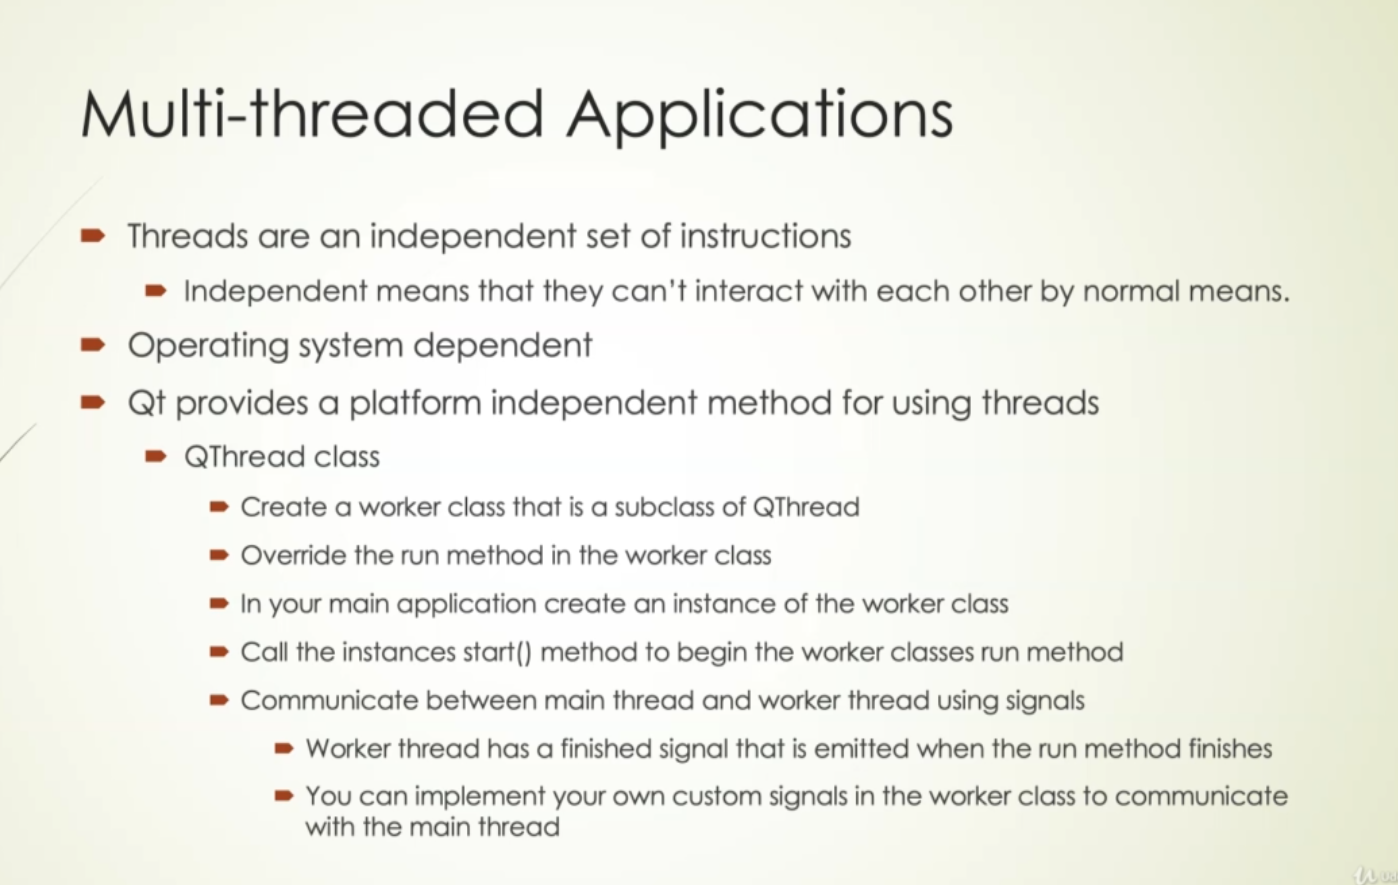 Multi-threaded Applications
Threads are an independent set of instructions
Independent means that they can't interact with each other by normal means.
Operating system dependent
Qt provides a platform independent method for using threads
QThread class
Create a worker class that is a subclass of QThread
Override the run method in the worker class
In your main application create an instance of the worker class
Call the instances start() method to begin the worker classes run method
Communicate between main thread and worker thread using signals
Worker thread has a finished signal that is emitted when the run method finishes
You can implement your own custom signals in the worker class to communicate
with the main thread